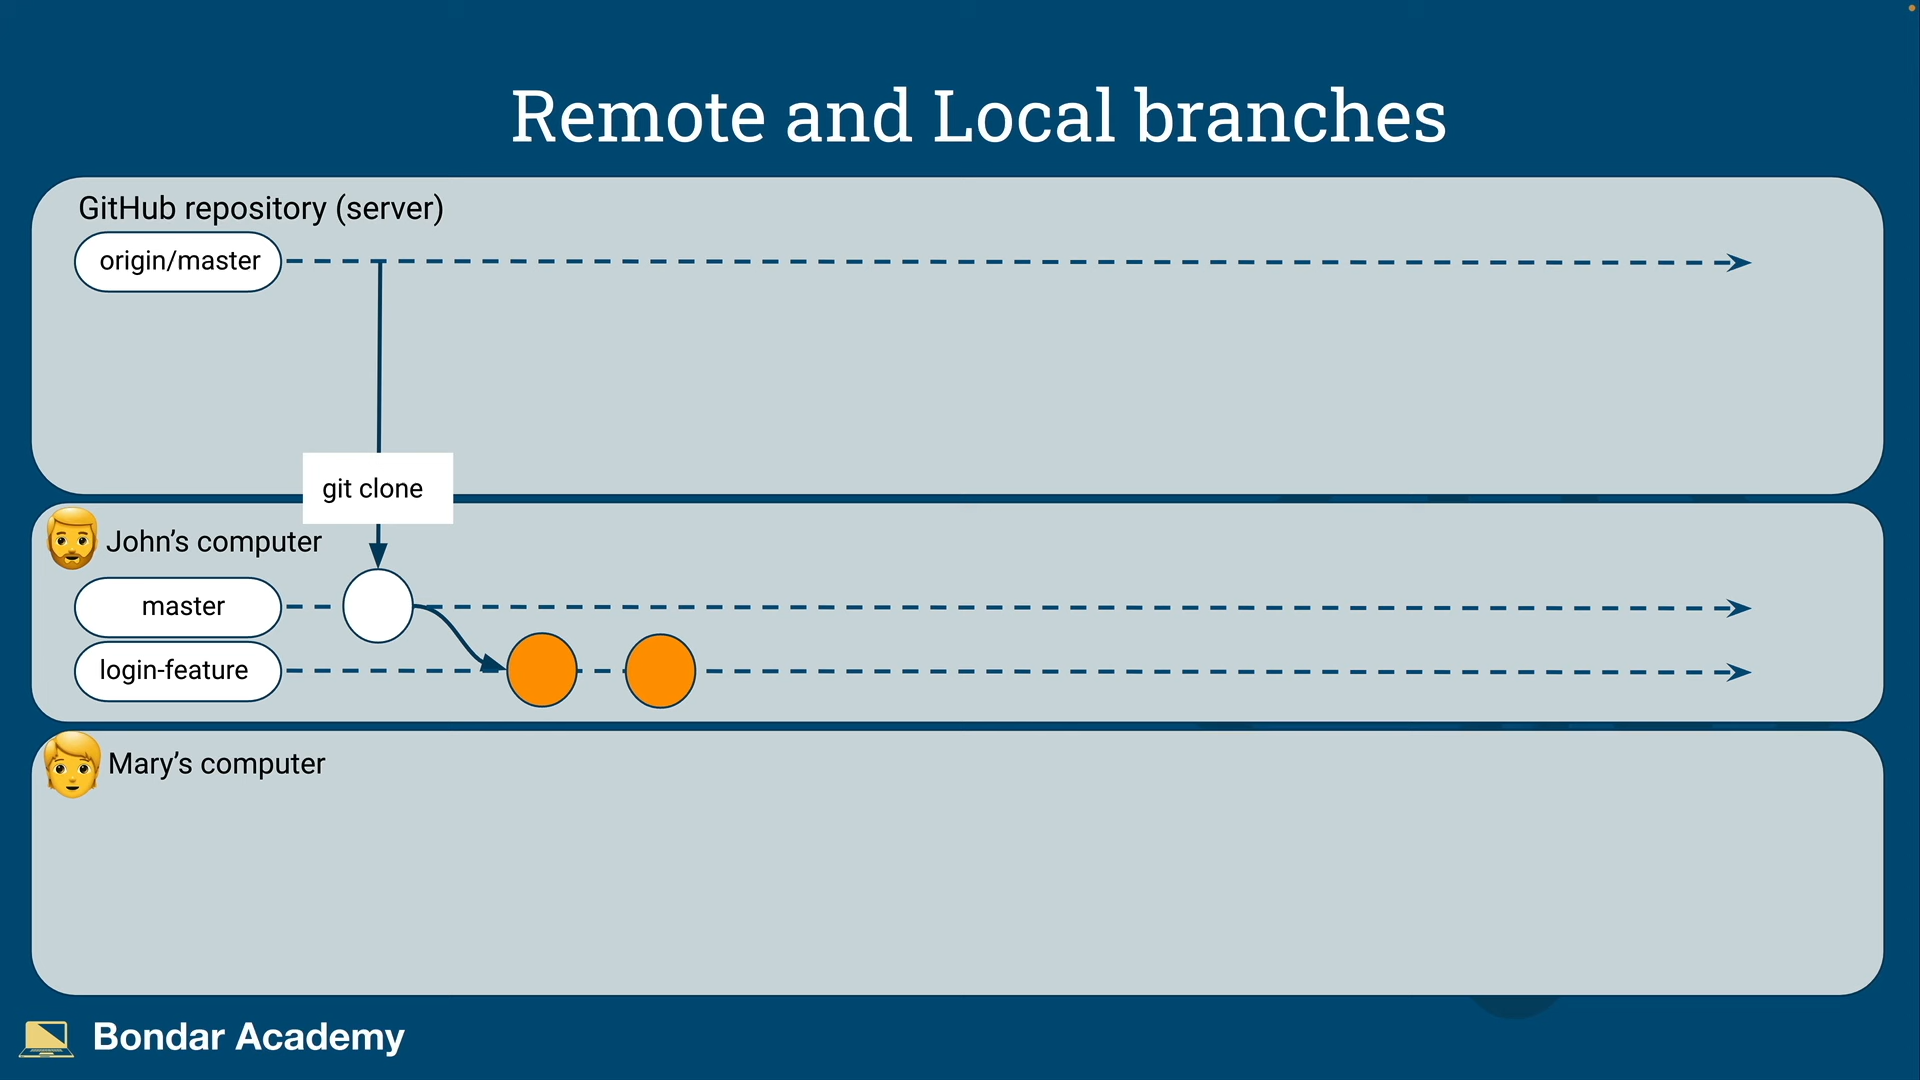 Remote and Local branches
GitHub repository (server)
origin/master
git clone
John’s computer
master
login-feature
Mary’s computer
Bondar Academy